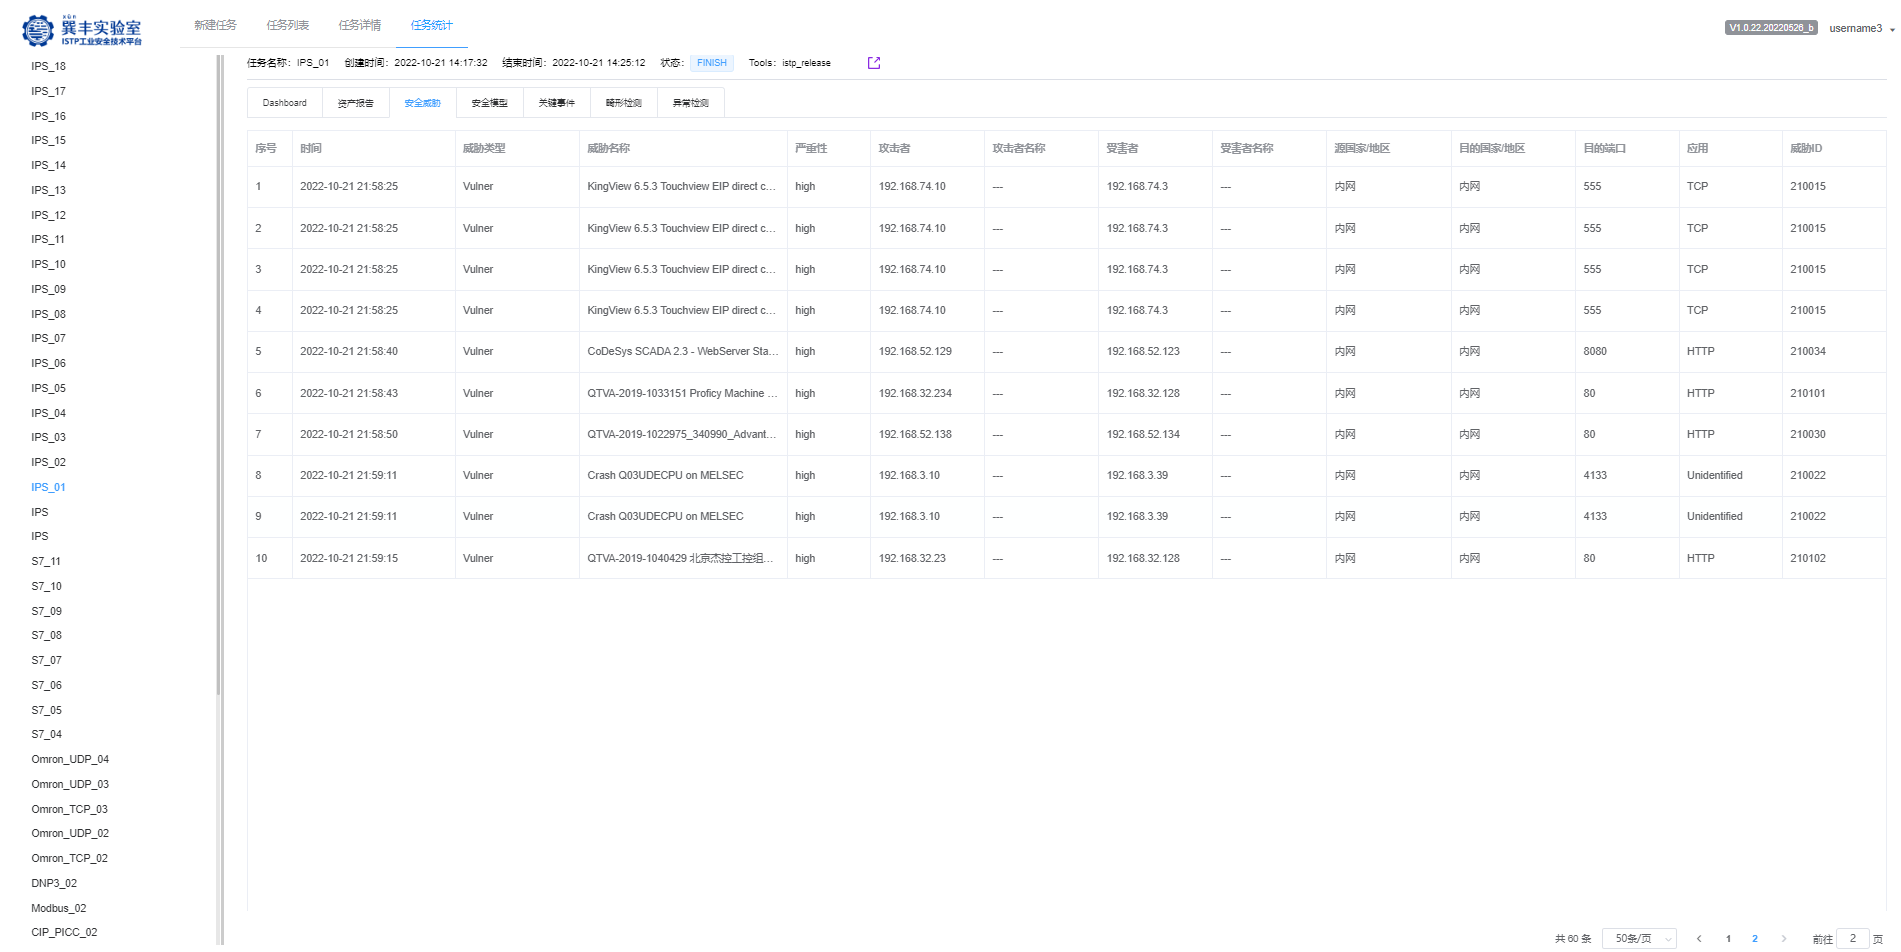 xùn
巽丰实验室
ISTP工业安全技术平台
新建任务 任务列表 任务详情 任务统计
V1.0.22.20220526_b username3
任务名称: IPS_01 创建时间: 2022-10-21 14:17:32 结束时间: 2022-10-21 14:25:12 状态: FINISH Tools: istp_release
Dashboard 资产报告 安全威胁 安全模型 关键事件 畸形检测 异常检测
IPS_18
IPS_17
IPS_16
IPS_15
IPS_14
IPS_13
IPS_12
IPS_11
IPS_10
IPS_09
IPS_08
IPS_07
IPS_06
IPS_05
IPS_04
IPS_03
IPS_02
IPS_01
IPS
IPS
S7_11
S7_10
S7_09
S7_08
S7_07
S7_06
S7_05
S7_04
Omron_UDP_04
Omron_UDP_03
Omron_TCP_03
Omron_UDP_02
Omron_TCP_02
DNP3_02
Modbus_02
CIP_PICC_02
序号 时间 威胁类型 威胁名称 严重性 攻击者 攻击者名称 受害者 受害者名称 源国家/地区 目的国家/地区 目的端口 应用 威胁ID
1 2022-10-21 21:58:25 Vulner KingView 6.5.3 Touchview EIP direct c... high 192.168.74.10 --- 192.168.74.3 --- 内网 内网 555 TCP 210015
2 2022-10-21 21:58:25 Vulner KingView 6.5.3 Touchview EIP direct c... high 192.168.74.10 --- 192.168.74.3 --- 内网 内网 555 TCP 210015
3 2022-10-21 21:58:25 Vulner KingView 6.5.3 Touchview EIP direct c... high 192.168.74.10 --- 192.168.74.3 --- 内网 内网 555 TCP 210015
4 2022-10-21 21:58:25 Vulner KingView 6.5.3 Touchview EIP direct c... high 192.168.74.10 --- 192.168.74.3 --- 内网 内网 555 TCP 210015
5 2022-10-21 21:58:40 Vulner CoDeSys SCADA 2.3 - WebServer Sta... high 192.168.52.129 --- 192.168.52.123 --- 内网 内网 8080 HTTP 210034
6 2022-10-21 21:58:43 Vulner QTVA-2019-1033151 Proficy Machine ... high 192.168.32.234 --- 192.168.32.128 --- 内网 内网 80 HTTP 210101
7 2022-10-21 21:58:50 Vulner QTVA-2019-1022975_340990_Advant... high 192.168.52.138 --- 192.168.52.134 --- 内网 内网 80 HTTP 210030
8 2022-10-21 21:59:11 Vulner Crash Q03UDECPU on MELSEC high 192.168.3.10 --- 192.168.3.39 --- 内网 内网 4133 Unidentified 210022
9 2022-10-21 21:59:11 Vulner Crash Q03UDECPU on MELSEC high 192.168.3.10 --- 192.168.3.39 --- 内网 内网 4133 Unidentified 210022
10 2022-10-21 21:59:15 Vulner QTVA-2019-1040429 北京杰控工控组... high 192.168.32.23 --- 192.168.32.128 --- 内网 内网 80 HTTP 210102
共 60 条 50条/页 1 2 前往 2 页